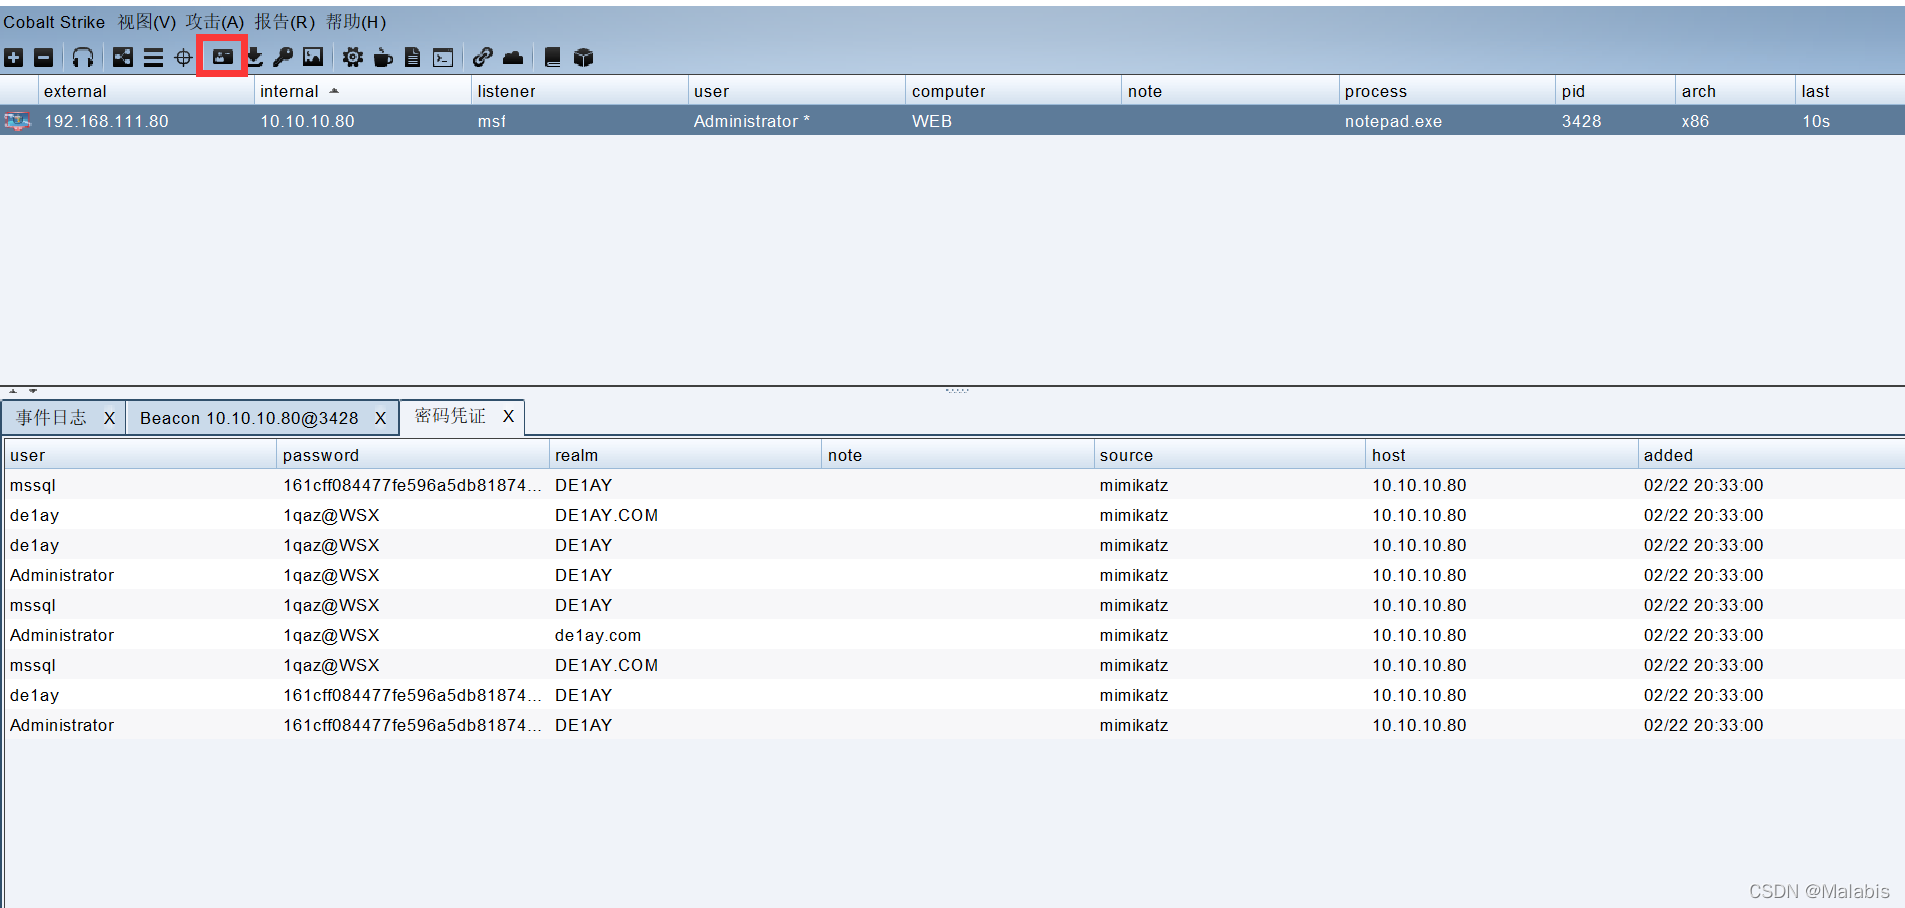 Cobalt Strike 视图(V) 攻击(A) 报告(R) 帮助(H)
external internal listener user computer note process pid arch last
192.168.111.80 10.10.10.80 msf Administrator * WEB notepad.exe 3428 x86 10s
事件日志 X Beacon 10.10.10.80@3428 X 密码凭证 X
user password realm note source host added
mssql 161cff084477fe596a5db81874... DE1AY mimikatz 10.10.10.80 02/22 20:33:00
de1ay 1qaz@WSX DE1AY.COM mimikatz 10.10.10.80 02/22 20:33:00
de1ay 1qaz@WSX DE1AY mimikatz 10.10.10.80 02/22 20:33:00
Administrator 1qaz@WSX DE1AY mimikatz 10.10.10.80 02/22 20:33:00
mssql 1qaz@WSX DE1AY mimikatz 10.10.10.80 02/22 20:33:00
Administrator 1qaz@WSX de1ay.com mimikatz 10.10.10.80 02/22 20:33:00
mssql 1qaz@WSX DE1AY.COM mimikatz 10.10.10.80 02/22 20:33:00
de1ay 161cff084477fe596a5db81874... DE1AY mimikatz 10.10.10.80 02/22 20:33:00
Administrator 161cff084477fe596a5db81874... DE1AY mimikatz 10.10.10.80 02/22 20:33:00
CSDN @Malabis